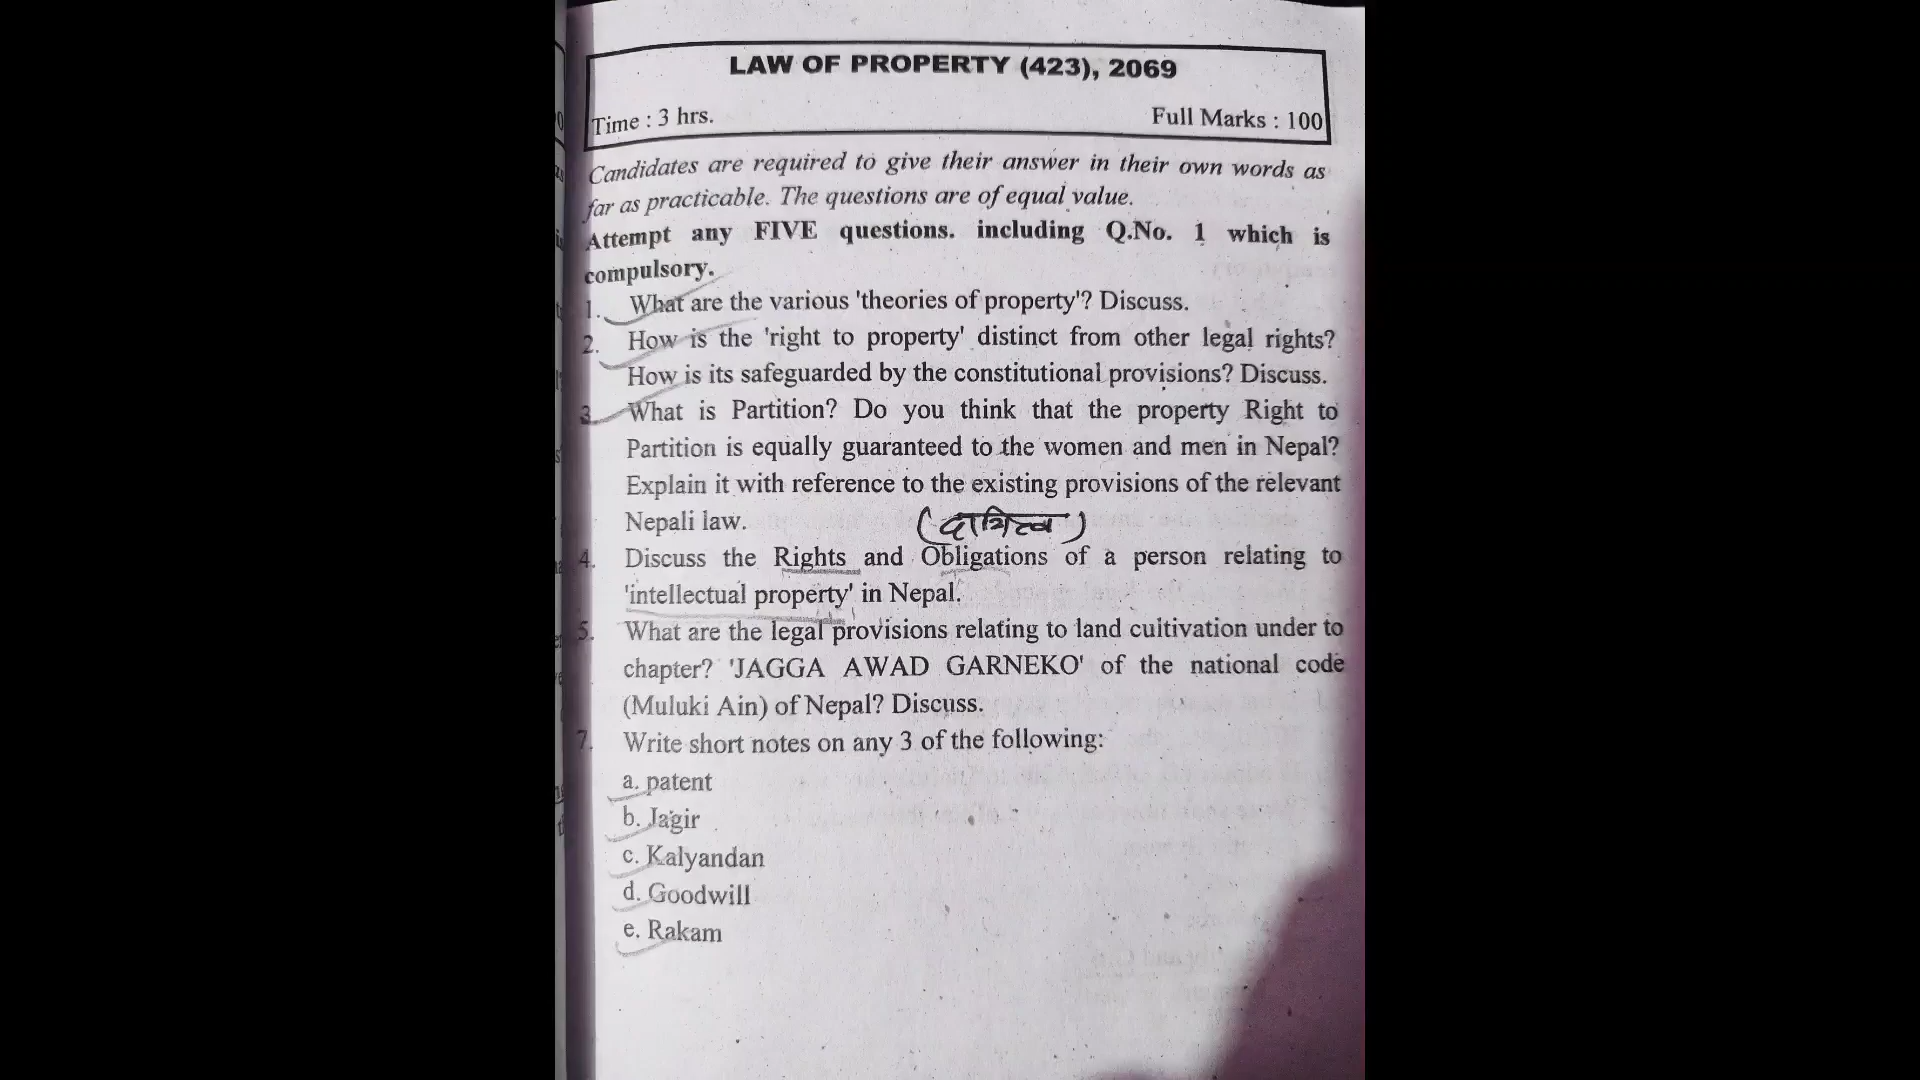 LAW OF PROPERTY (423), 2069
Time : 3 hrs. Full Marks : 100
Candidates are required to give their answer in their own words as
far as practicable. The questions are of equal value.
Attempt any FIVE questions. including Q.No. 1 which is
compulsory.
1. What are the various 'theories of property'? Discuss.
2. How is the 'right to property' distinct from other legal rights?
How is its safeguarded by the constitutional provisions? Discuss.
3. What is Partition? Do you think that the property Right to
Partition is equally guaranteed to the women and men in Nepal?
Explain it with reference to the existing provisions of the relevant
Nepali law.
(दायित्व)
4. Discuss the Rights and Obligations of a person relating to
'intellectual property' in Nepal.
5. What are the legal provisions relating to land cuitivation under to
chapter? 'JAGGA AWAD GARNEKO' of the national code
(Muluki Ain) of Nepal? Discuss.
7. Write short notes on any 3 of the following:
a. patent
b. Jagir
c. Kalyandan
d. Goodwill
e. Rakam